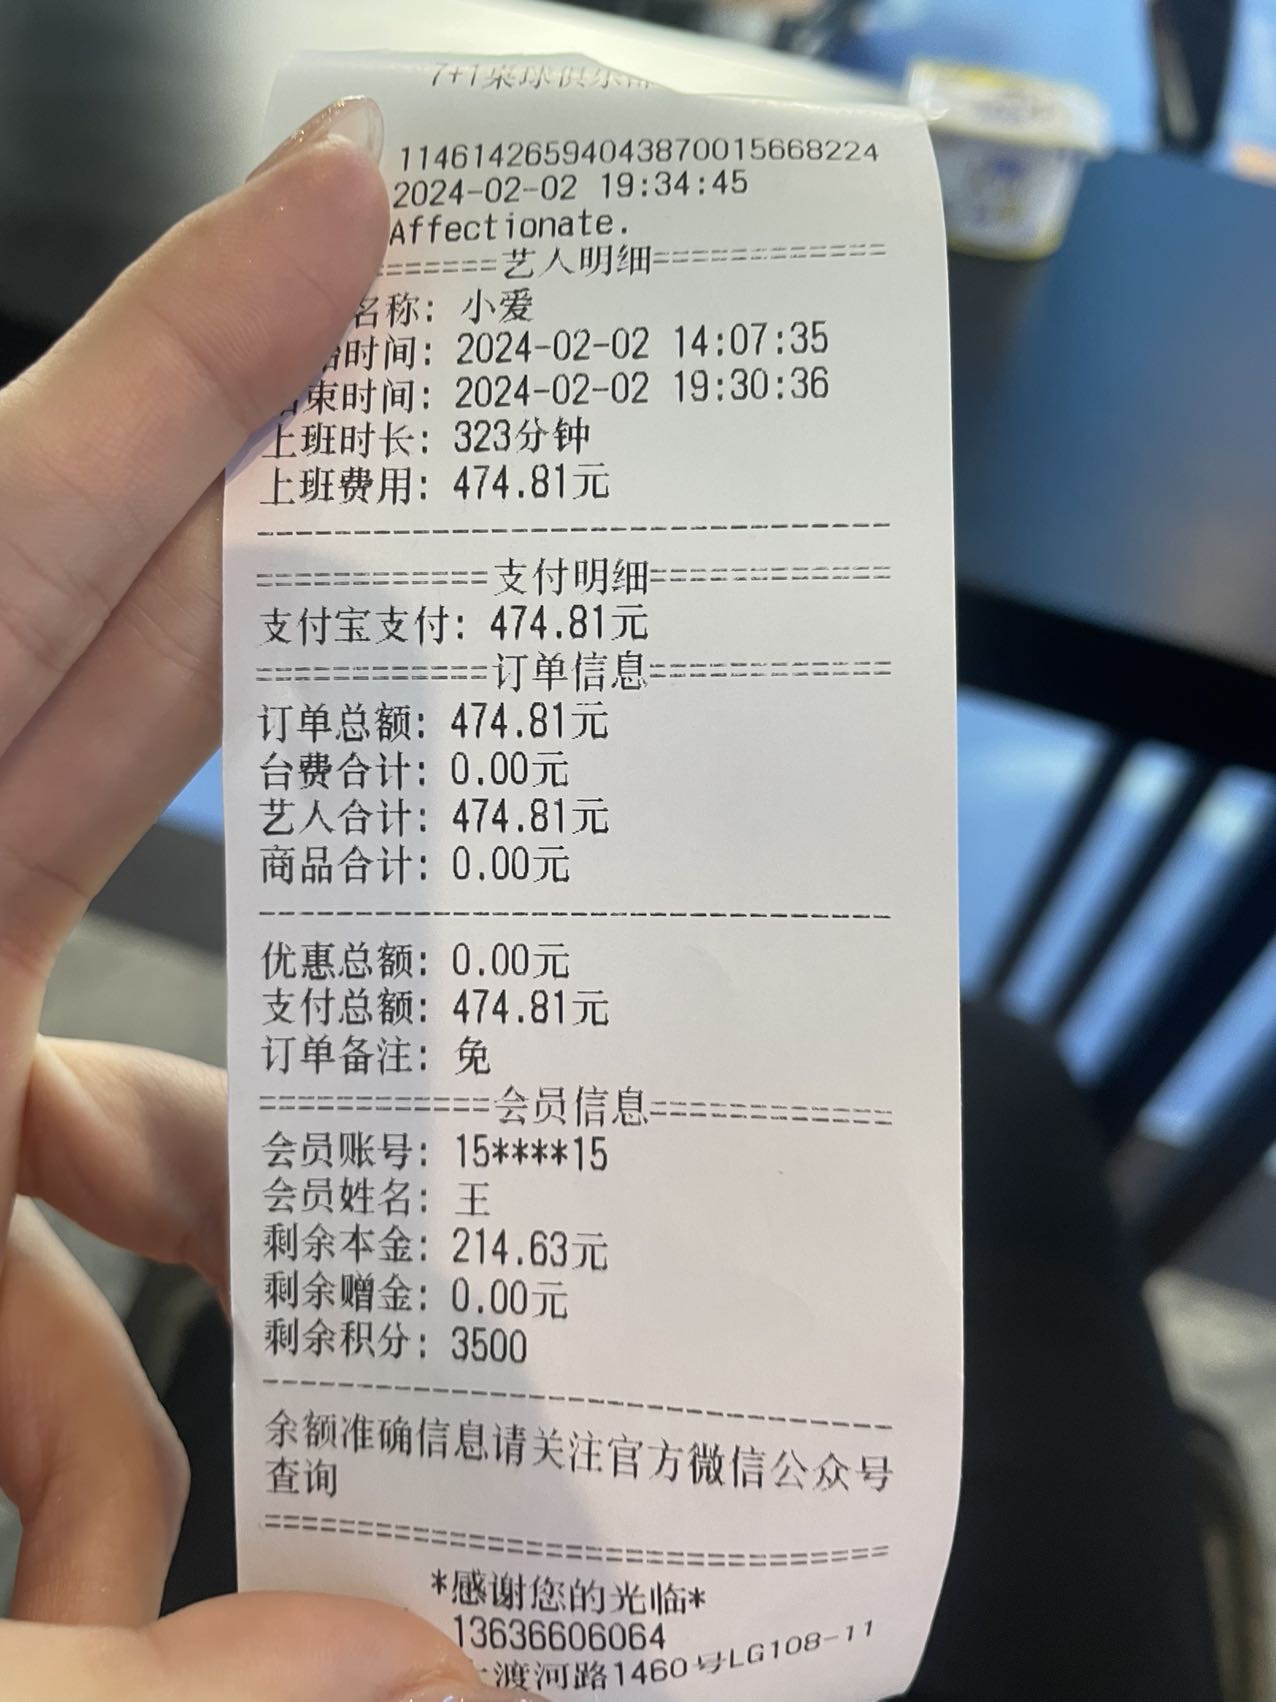 7+1桌球俱乐部
11461426594043870015668224
2024-02-02 19:34:45
Affectionate.
=======艺人明细============
名称: 小爱
始时间: 2024-02-02 14:07:35
结束时间: 2024-02-02 19:30:36
上班时长: 323分钟
上班费用: 474.81元
--------------------------------
============支付明细=============
支付宝支付: 474.81元
============订单信息=============
订单总额: 474.81元
台费合计: 0.00元
艺人合计: 474.81元
商品合计: 0.00元
--------------------------------
优惠总额: 0.00元
支付总额: 474.81元
订单备注: 免
============会员信息=============
会员账号: 15****15
会员姓名: 王
剩余本金: 214.63元
剩余赠金: 0.00元
剩余积分: 3500
--------------------------------
余额准确信息请关注官方微信公众号
查询
================================
*感谢您的光临*
13636606064
大渡河路1460号LG108-11